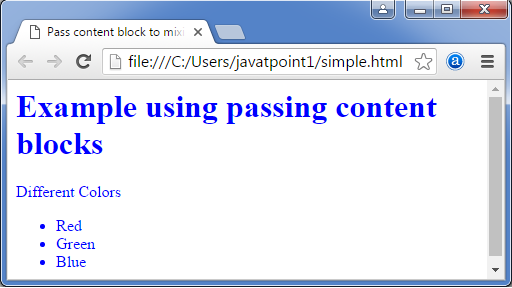 Pass content block to mixi
file:///C:/Users/javatpoint1/simple.html
a
Example using passing content
blocks
Different Colors
Red
Green
Blue